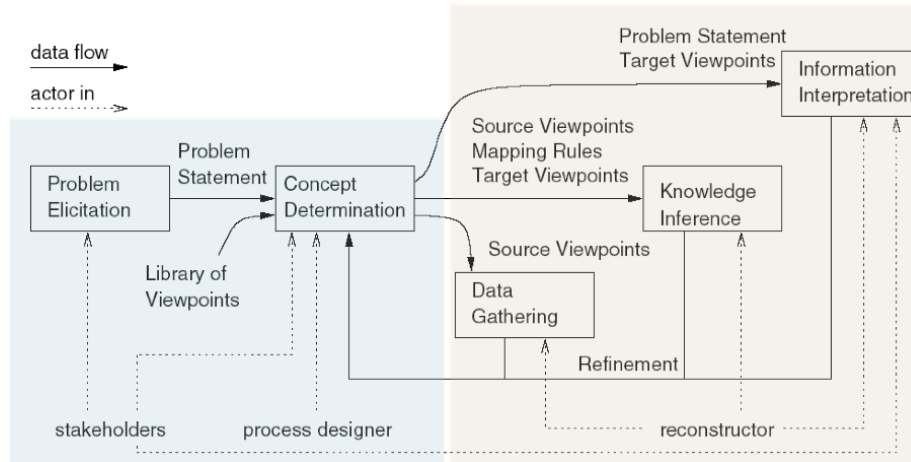 data flow
actor in
Problem Statement
Target Viewpoints
Information
Interpretation
Source Viewpoints
Mapping Rules
Target Viewpoints
Problem
Statement
Problem
Elicitation
Concept
Determination
Knowledge
Inference
Library of
Viewpoints
Source Viewpoints
Data
Gathering
Refinement
stakeholders
process designer
reconstructor